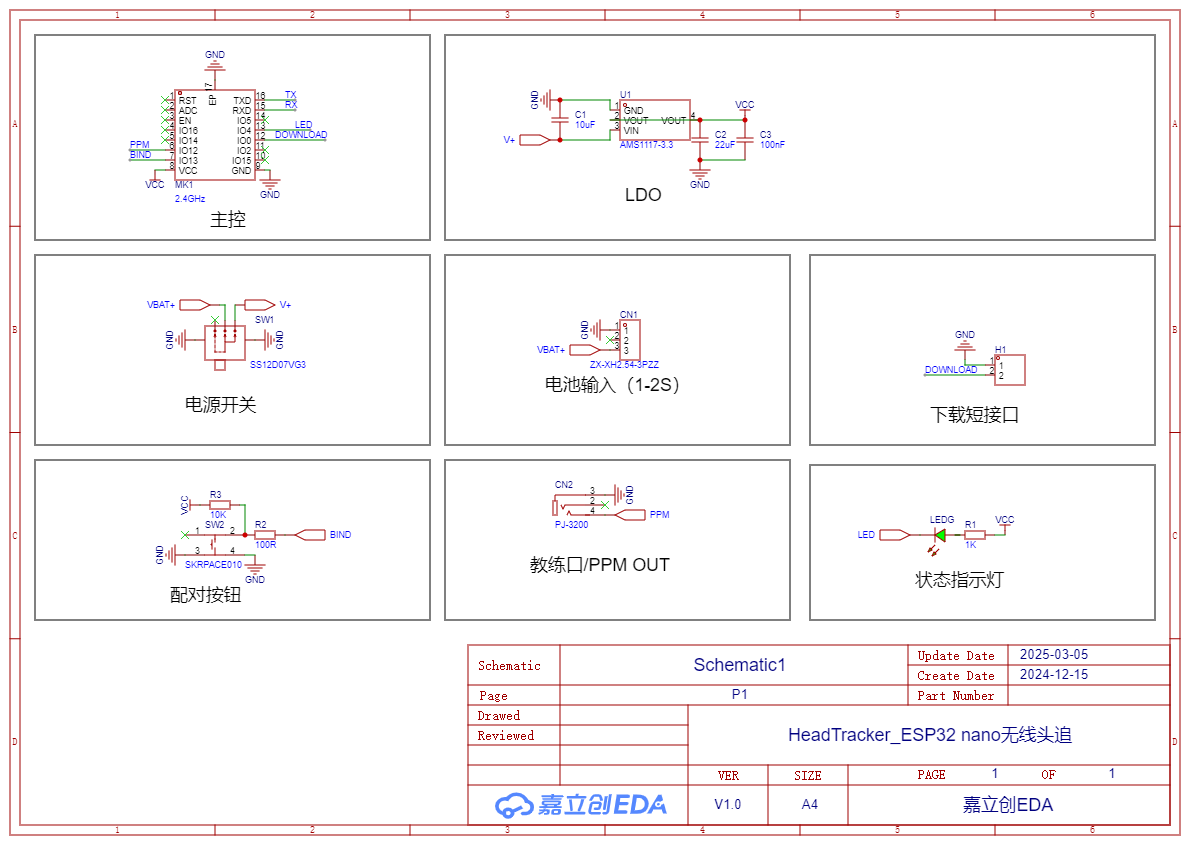 1 2 3 4 5 6
A
B
C
D
A
B
C
D
GND
17
EP
1 RST
2 ADC
3 EN
4 IO16
5 IO14
PPM 6 IO12
BIND 7 IO13
8 VCC
VCC
TXD 16 TX
RXD 15 RX
IO5 14
IO4 13 LED
IO0 12 DOWNLOAD
IO2 11
IO15 10
GND 9
GND
MK1
2.4GHz
主控
GND
C1
10uF
V+
U1
1 GND
2 VOUT VOUT 4
3 VIN
AMS1117-3.3
VCC
C2
22uF
C3
100nF
GND
LDO
VBAT+ V+
SW1
GND GND
SS12D07VG3
电源开关
CN1
GND
1 1
2 2
VBAT+ 3 3
ZX-XH2.54-3PZZ
电池输入（1-2S）
GND
H1
1 1
DOWNLOAD 2 2
下载短接口
VCC
R3
10K
SW2
1 2
R2
100R
BIND
GND
3 4
SKRPACE010
GND
配对按钮
CN2
3
GND
2
4 PPM
PJ-3200
教练口/PPM OUT
LED
LEDG
R1
1K
VCC
状态指示灯
Schematic
Schematic1
Update Date 2025-03-05
Create Date 2024-12-15
Page P1 Part Number
Drawed
Reviewed
HeadTracker_ESP32 nano无线头追
VER SIZE PAGE 1 OF 1
嘉立创EDA V1.0 A4 嘉立创EDA
1 2 3 4 5 6